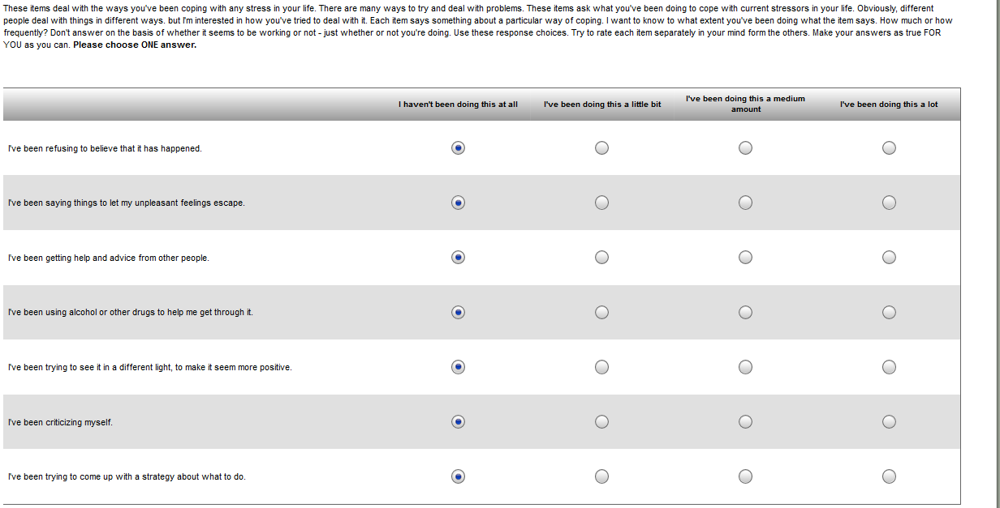 These items deal with the ways you've been coping with any stress in your life. There are many ways to try and deal with problems. These items ask what you've been doing to cope with current stressors in your life. Obviously, different
people deal with things in different ways. but I'm interested in how you've tried to deal with it. Each item says something about a particular way of coping. I want to know to what extent you've been doing what the item says. How much or how
frequently? Don't answer on the basis of whether it seems to be working or not - just whether or not you're doing. Use these response choices. Try to rate each item separately in your mind form the others. Make your answers as true FOR
YOU as you can. Please choose ONE answer.
I haven't been doing this at all
I've been doing this a little bit
I've been doing this a medium
amount
I've been doing this a lot
I've been refusing to believe that it has happened.
I've been saying things to let my unpleasant feelings escape.
I've been getting help and advice from other people.
I've been using alcohol or other drugs to help me get through it.
I've been trying to see it in a different light, to make it seem more positive.
I've been criticizing myself.
I've been trying to come up with a strategy about what to do.